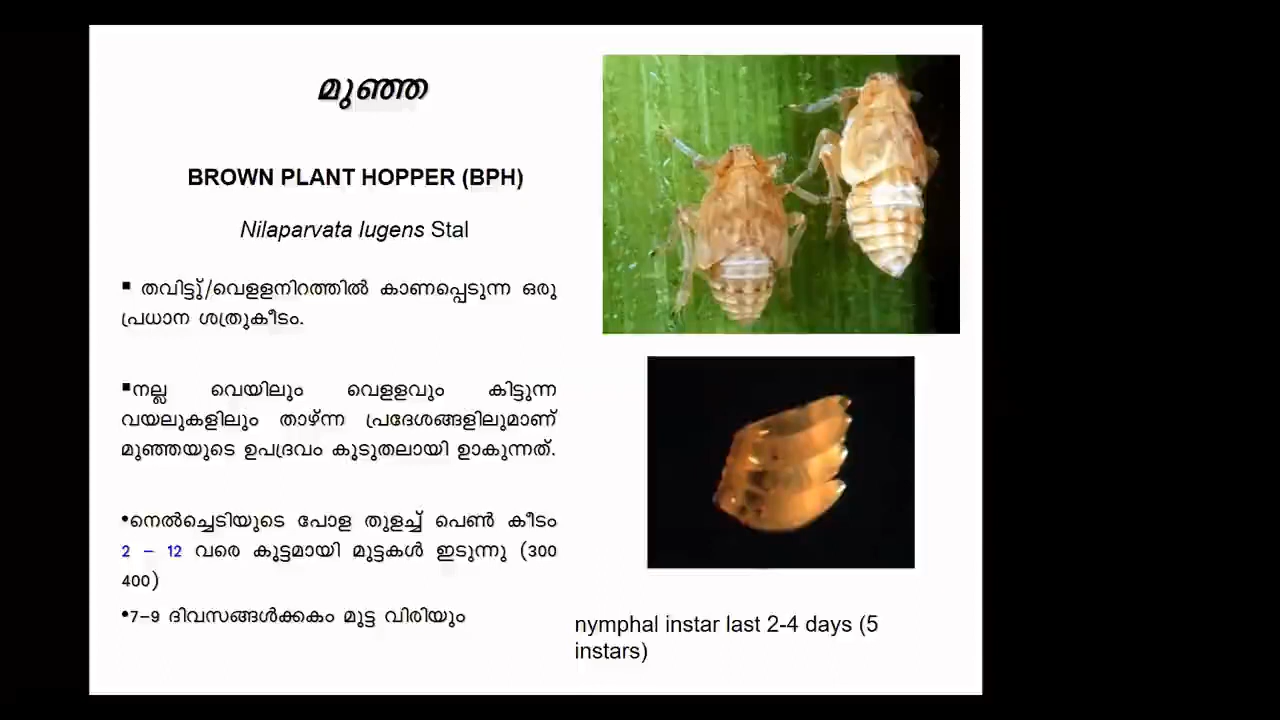 മുഞ്ഞ
BROWN PLANT HOPPER (BPH)
Nilaparvata lugens Stal
▪ തവിട്ടു്/വെളളനിറത്തിൽ കാണപ്പെടുന്ന ഒരു
പ്രധാന ശത്രുകീടം.
▪നല്ല വെയിലും വെളളവും കിട്ടുന്ന
വയലുകളിലും താഴ്ന്ന പ്രദേശങ്ങളിലുമാണ്
മുഞ്ഞയുടെ ഉപദ്രവം കൂടുതലായി ഉാകുന്നത്.
•നെൽച്ചെടിയുടെ പോള തുളച്ച് പെൺ കീടം
2 – 12 വരെ കൂട്ടമായി മുട്ടകൾ ഇടുന്നു (300
400)
•7–9 ദിവസങ്ങൾക്കകം മുട്ട വിരിയും
nymphal instar last 2-4 days (5
instars)